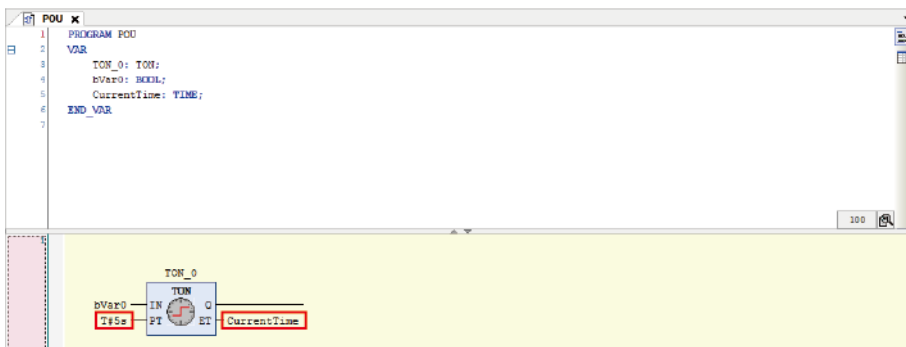 POU
1 PROGRAM POU
2 VAR
3 TON_0: TON;
4 bVar0: BOOL;
5 CurrentTime: TIME;
6 END_VAR
7
100
TON_0
TON
bVar0 IN Q
T#5s PT ET CurrentTime